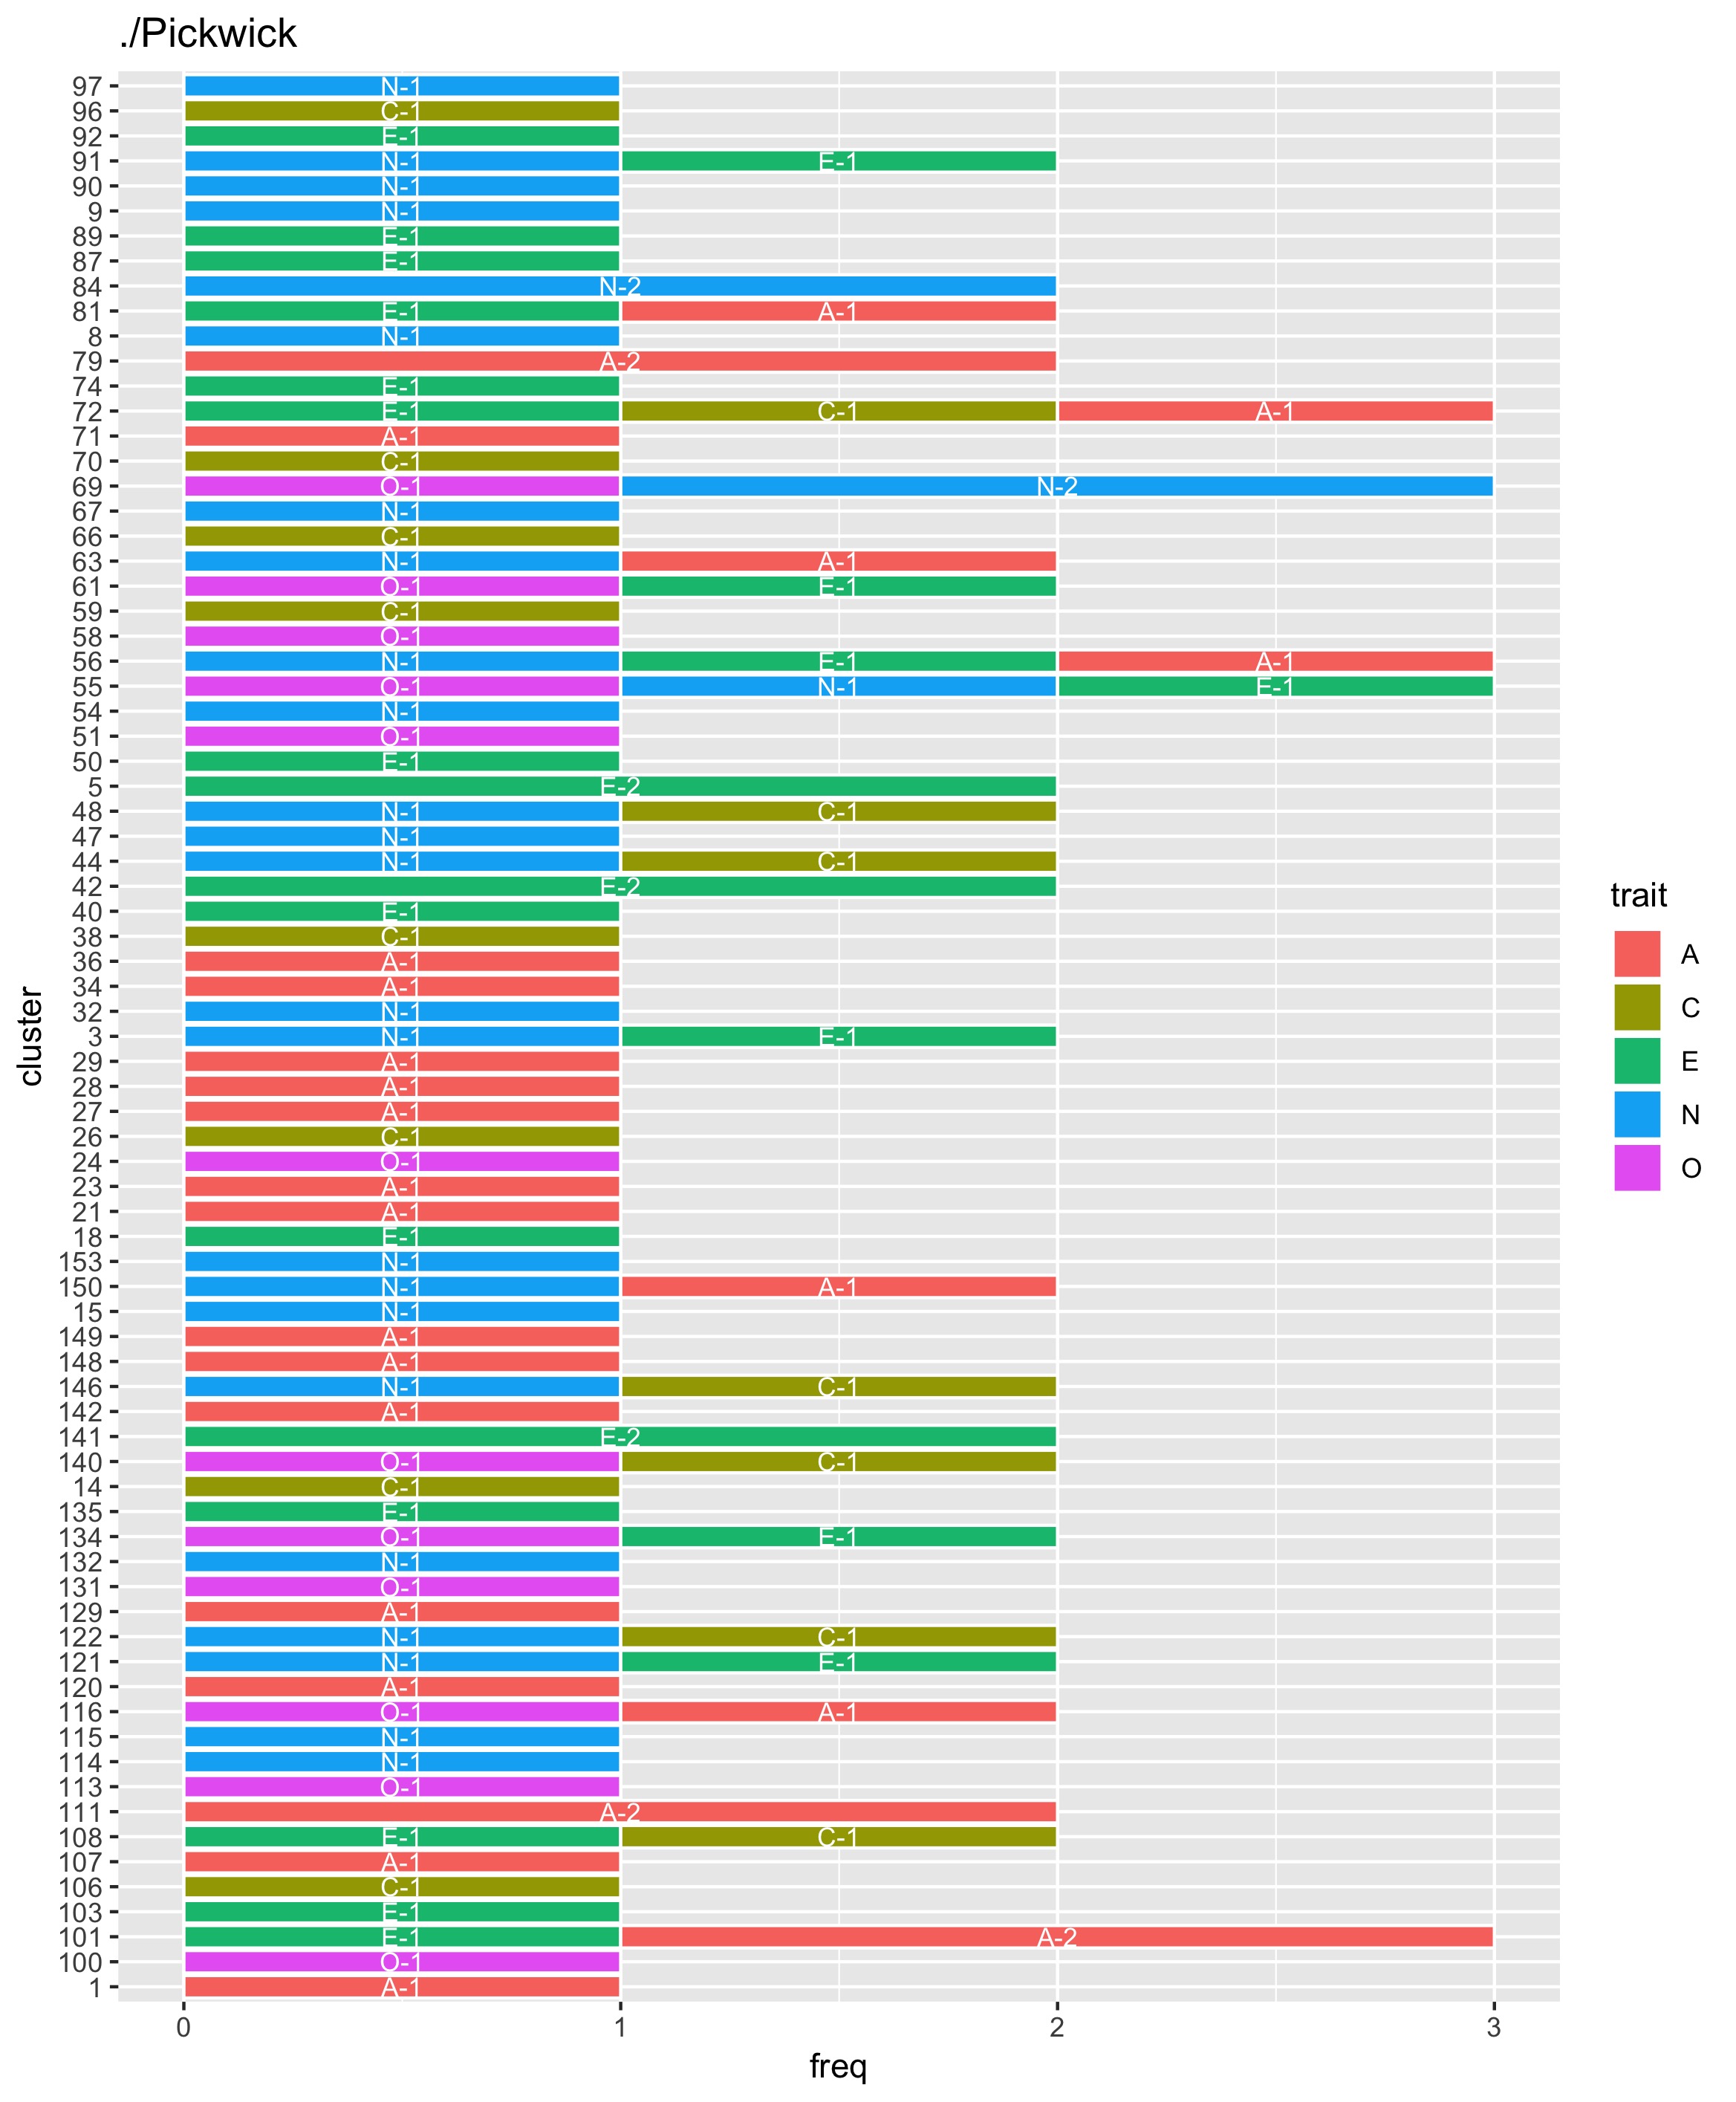 ./Pickwick
97 N-1
96 C-1
92 E-1
91 N-1 E-1
90 N-1
9 N-1
89 E-1
87 E-1
84 N-2
81 E-1 A-1
8 N-1
79 A-2
74 E-1
72 E-1 C-1 A-1
71 A-1
70 C-1
69 O-1 N-2
67 N-1
66 C-1
63 N-1 A-1
61 O-1 E-1
59 C-1
58 O-1
56 N-1 E-1 A-1
55 O-1 N-1 E-1
54 N-1
51 O-1
50 E-1
5 E-2
48 N-1 C-1
47 N-1
44 N-1 C-1
42 E-2
40 E-1
38 C-1
36 A-1
34 A-1
32 N-1
3 N-1 E-1
29 A-1
28 A-1
27 A-1
26 C-1
24 O-1
23 A-1
21 A-1
18 E-1
153 N-1
150 N-1 A-1
15 N-1
149 A-1
148 A-1
146 N-1 C-1
142 A-1
141 E-2
140 O-1 C-1
14 C-1
135 E-1
134 O-1 E-1
132 N-1
131 O-1
129 A-1
122 N-1 C-1
121 N-1 E-1
120 A-1
116 O-1 A-1
115 N-1
114 N-1
113 O-1
111 A-2
108 E-1 C-1
107 A-1
106 C-1
103 E-1
101 E-1 A-2
100 O-1
1 A-1
0 1 2 3
freq
cluster
trait
A
C
E
N
O